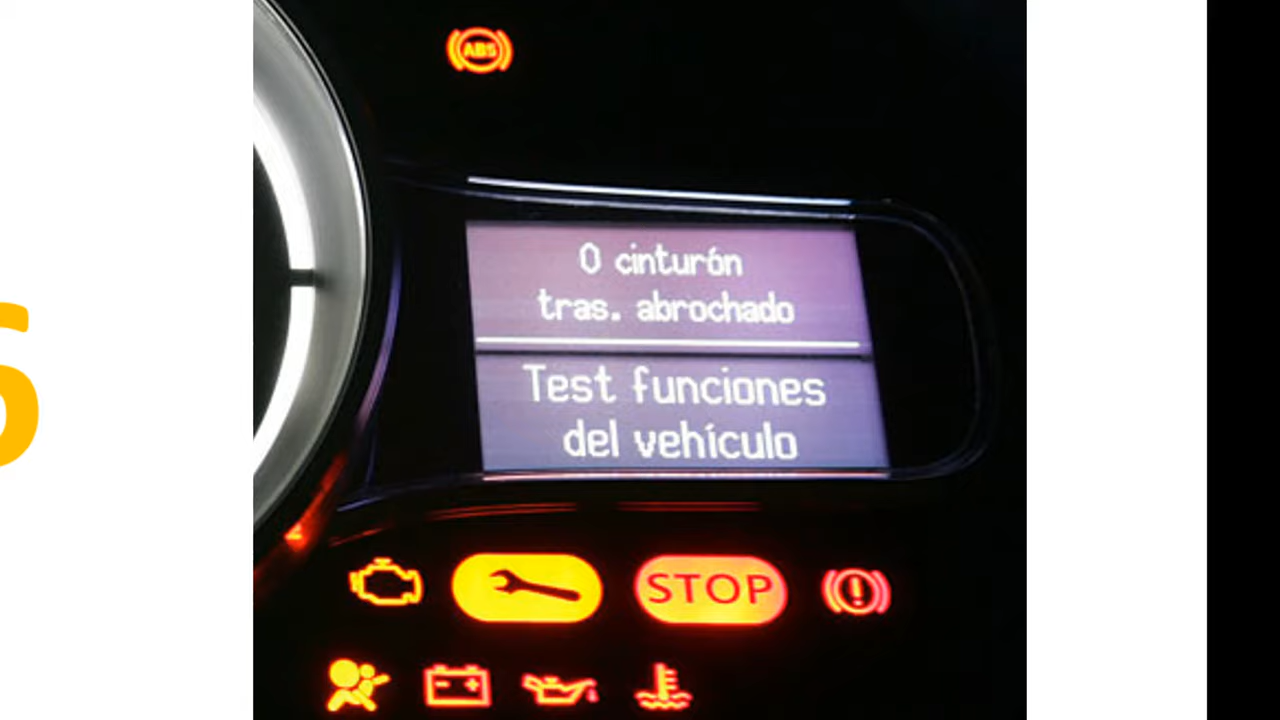 ABS
0 cinturón
tras. abrochado
Test funciones
del vehículo
STOP